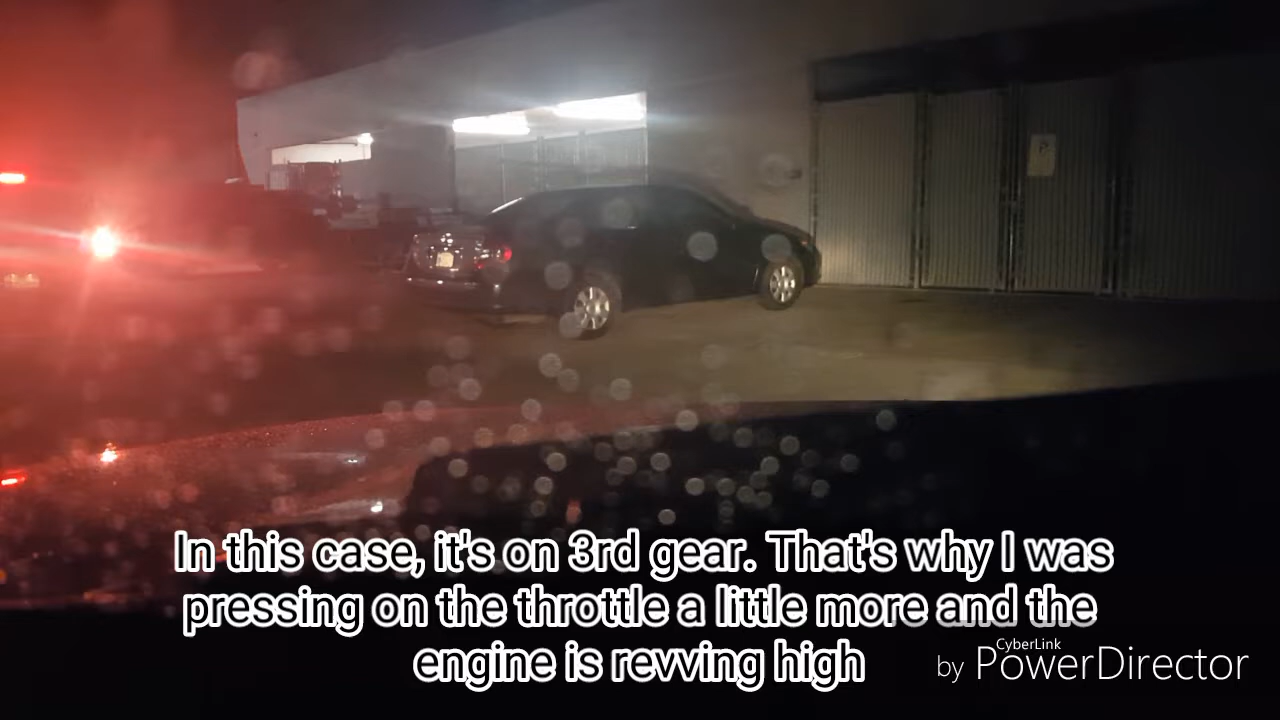 In this case, it's on 3rd gear. That's why I was
pressing on the throttle a little more and the
engine is revving high
CyberLink
by PowerDirector